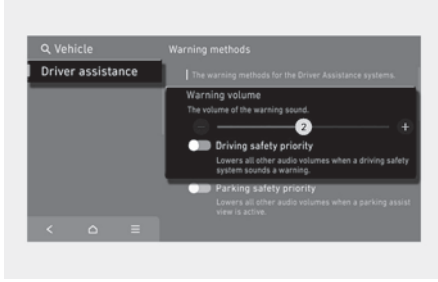 Vehicle
Warning methods
Driver assistance
The warning methods for the Driver Assistance systems.
Warning volume
The volume of the warning sound.
2
Driving safety priority
Lowers all other audio volumes when a driving safety
system sounds a warning.
Parking safety priority
Lowers all other audio volumes when a parking assist
view is active.